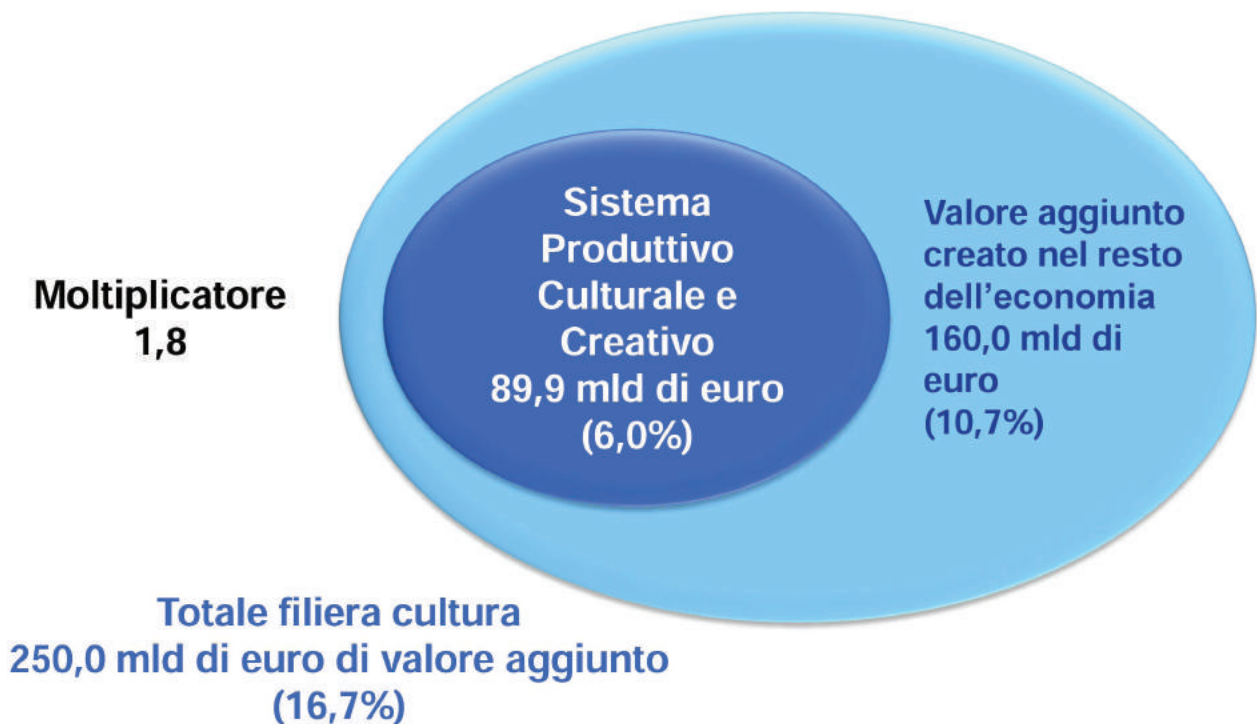 Moltiplicatore
1,8
Sistema
Produttivo
Culturale e
Creativo
89,9 mld di euro
(6,0%)
Valore aggiunto
creato nel resto
dell’economia
160,0 mld di
euro
(10,7%)
Totale filiera cultura
250,0 mld di euro di valore aggiunto
(16,7%)